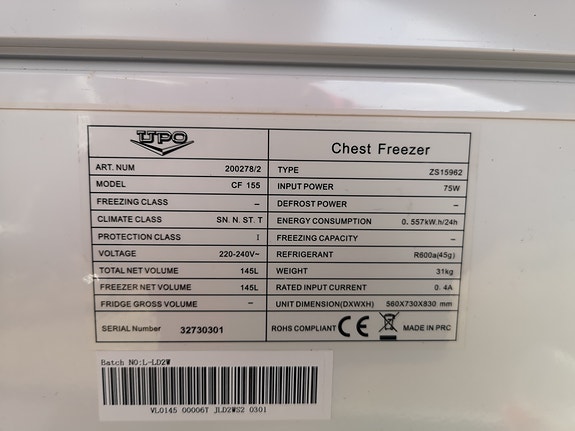 UPO
Chest Freezer
ART. NUM 200278/2
TYPE ZS15962
MODEL CF 155
INPUT POWER 75W
FREEZING CLASS –
DEFROST POWER –
CLIMATE CLASS SN. N. ST. T
ENERGY CONSUMPTION 0. 557kW.h/24h
PROTECTION CLASS I
FREEZING CAPACITY –
VOLTAGE 220-240V~
REFRIGERANT R600a(45g)
TOTAL NET VOLUME 145L
WEIGHT 31kg
FREEZER NET VOLUME 145L
RATED INPUT CURRENT 0. 4A
FRIDGE GROSS VOLUME –
UNIT DIMENSION(DXWXH) 560X730X830 mm
SERIAL Number 32730301
ROHS COMPLIANT CE MADE IN PRC
Batch NO:L-LD2W
VL0145 00006T JLD2WS2 0301